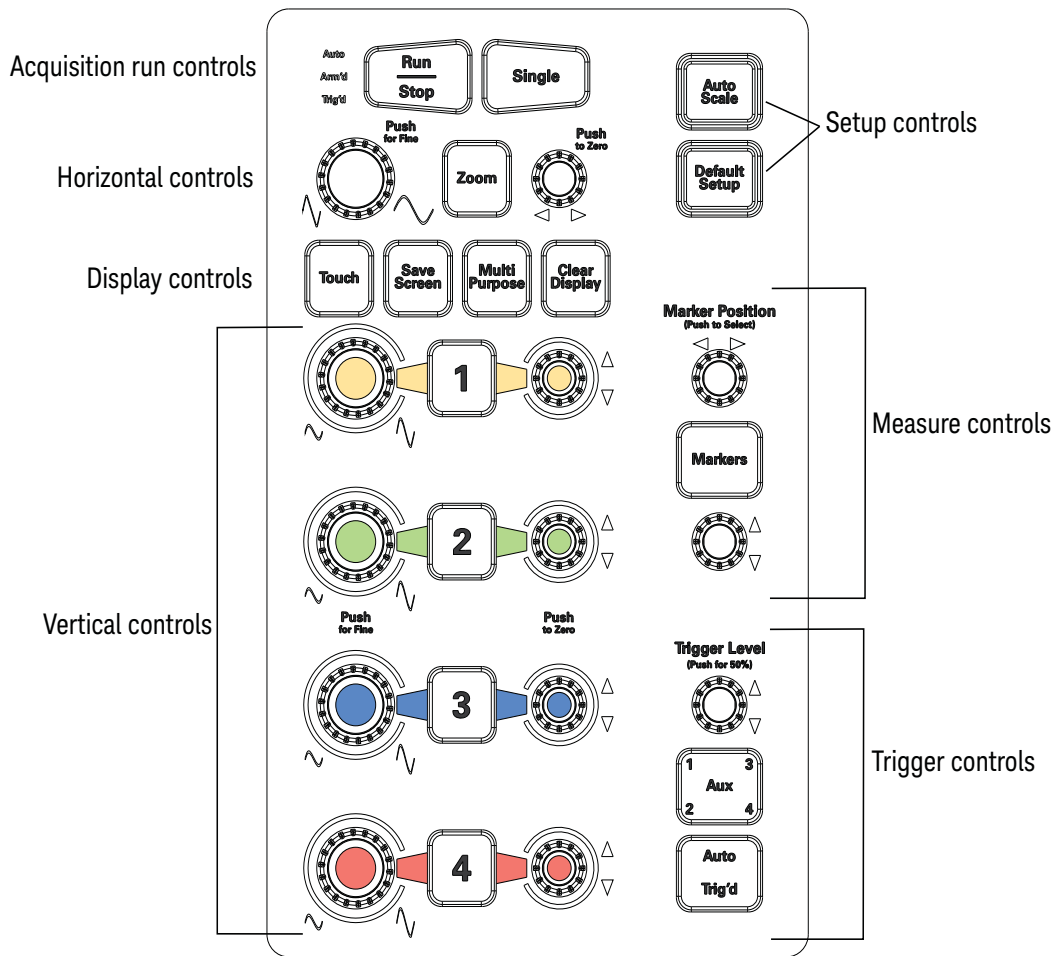 Acquisition run controls
Auto
Arm'd
Trig'd
Run
Stop
Single
Auto
Scale
Setup controls
Default
Setup
Horizontal controls
Push
for Fine
Zoom
Push
to Zero
Display controls
Touch
Save
Screen
Multi
Purpose
Clear
Display
Vertical controls
1
2
Push
for Fine
Push
to Zero
3
4
Marker Position
(Push to Select)
Markers
Measure controls
Trigger Level
(Push for 50%)
1 3
Aux
2 4
Auto
Trig'd
Trigger controls